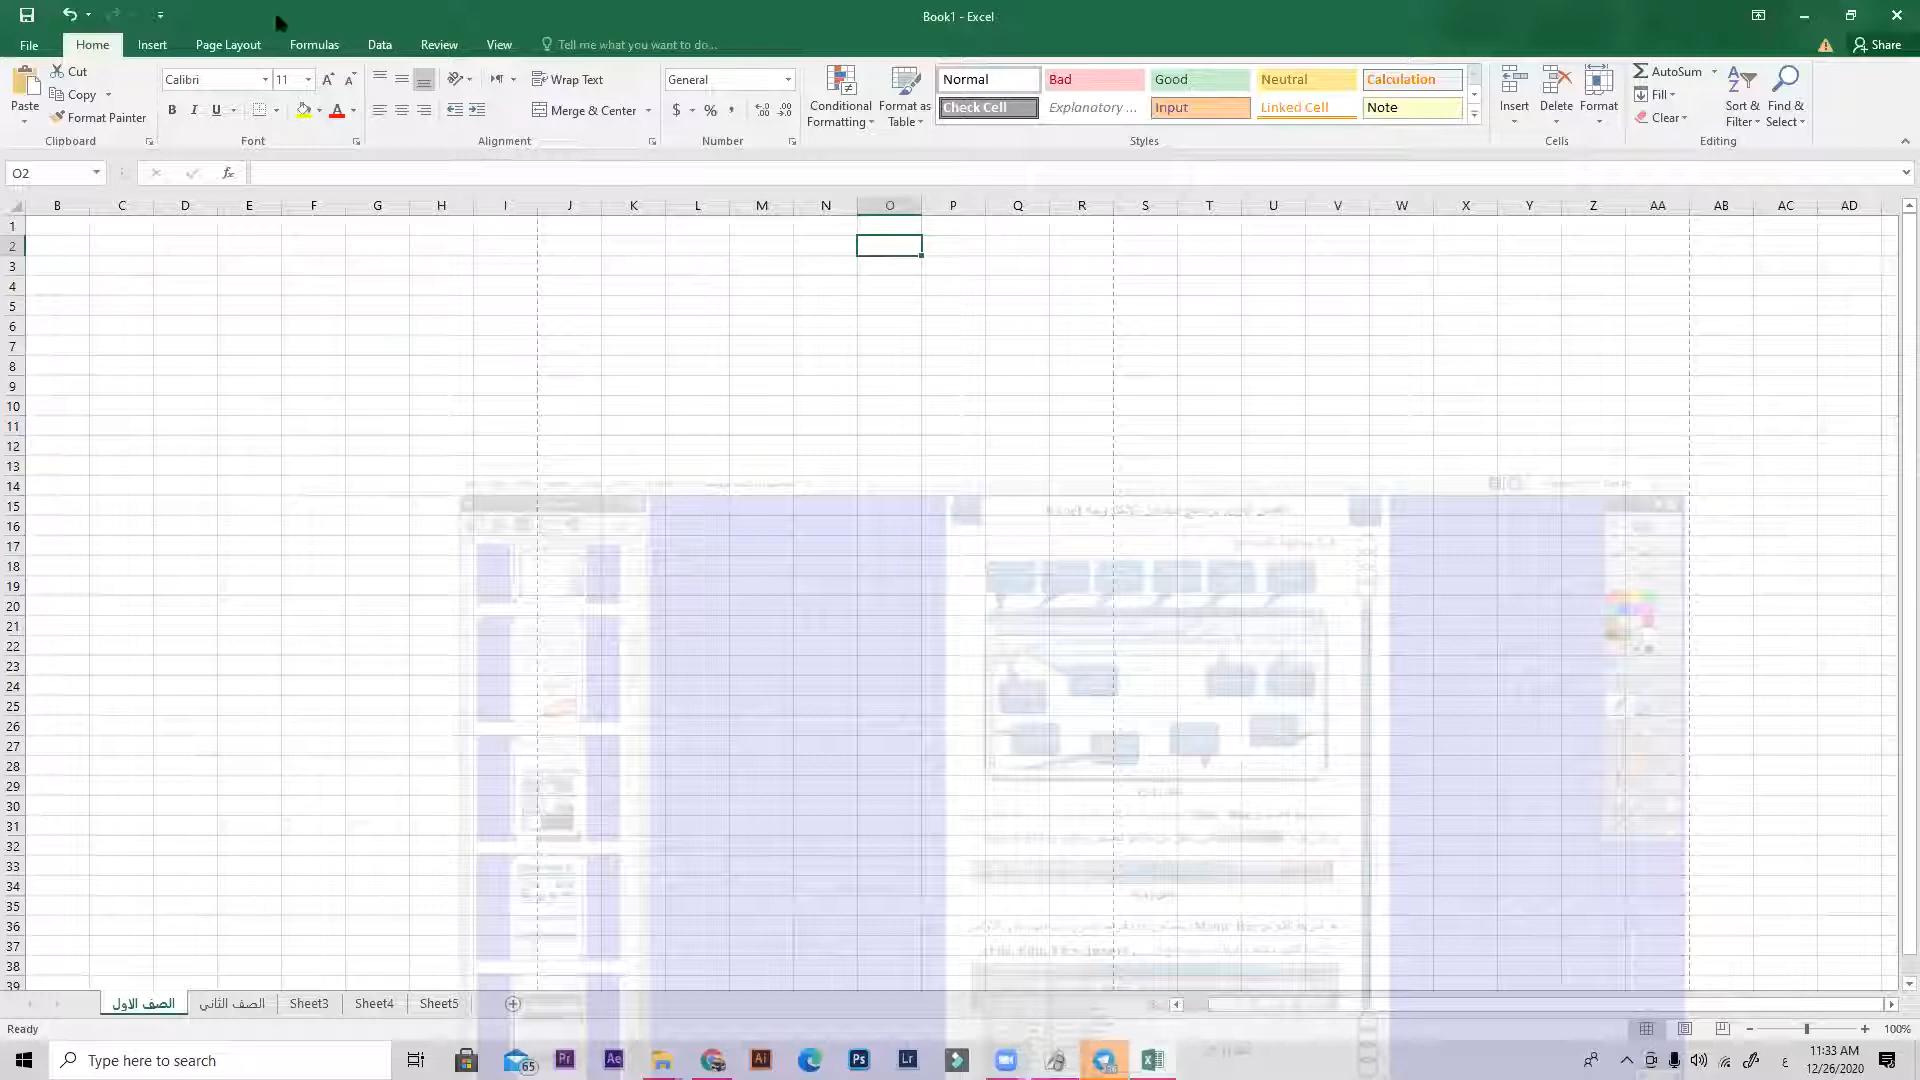 Book1 - Excel
File Home Insert Page Layout Formulas Data Review View Tell me what you want to do... Share
Cut
Copy
Format Painter
Paste
Clipboard
Calibri 11
B I U
Font
Wrap Text
Merge & Center
Alignment
General
$ % ,
Number
Conditional Formatting
Format as Table
Normal Bad Good Neutral Calculation
Check Cell Explanatory ... Input Linked Cell Note
Styles
Insert Delete Format
Cells
AutoSum
Fill
Clear
Sort & Filter
Find & Select
Editing
O2 fx
B C D E F G H I J K L M N O P Q R S T U V W X Y Z AA AB AC AD
1
2
3
4
5
6
7
8
9
10
11
12
13
14
15
16
17
18
19
20
21
22
23
24
25
26
27
28
29
30
31
32
33
34
35
36
37
38
39
الصف الاول الصف الثاني Sheet3 Sheet4 Sheet5
Ready 100%
Type here to search
65
Pr Ae Ai Ps Lr
ع
11:33 AM
12/26/2020